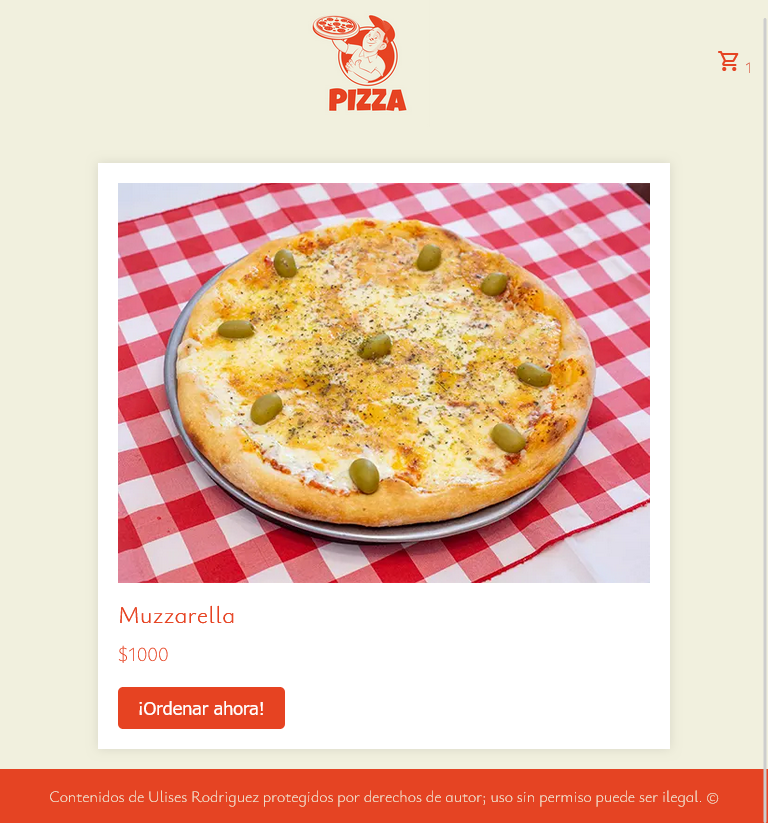 PIZZA
1
Muzzarella
$1000
¡Ordenar ahora!
Contenidos de Ulises Rodriguez protegidos por derechos de autor; uso sin permiso puede ser ilegal. ©